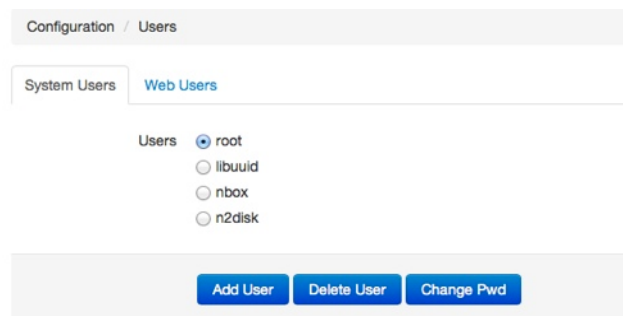 Configuration / Users
System Users Web Users
Users root
libuuid
nbox
n2disk
Add User Delete User Change Pwd